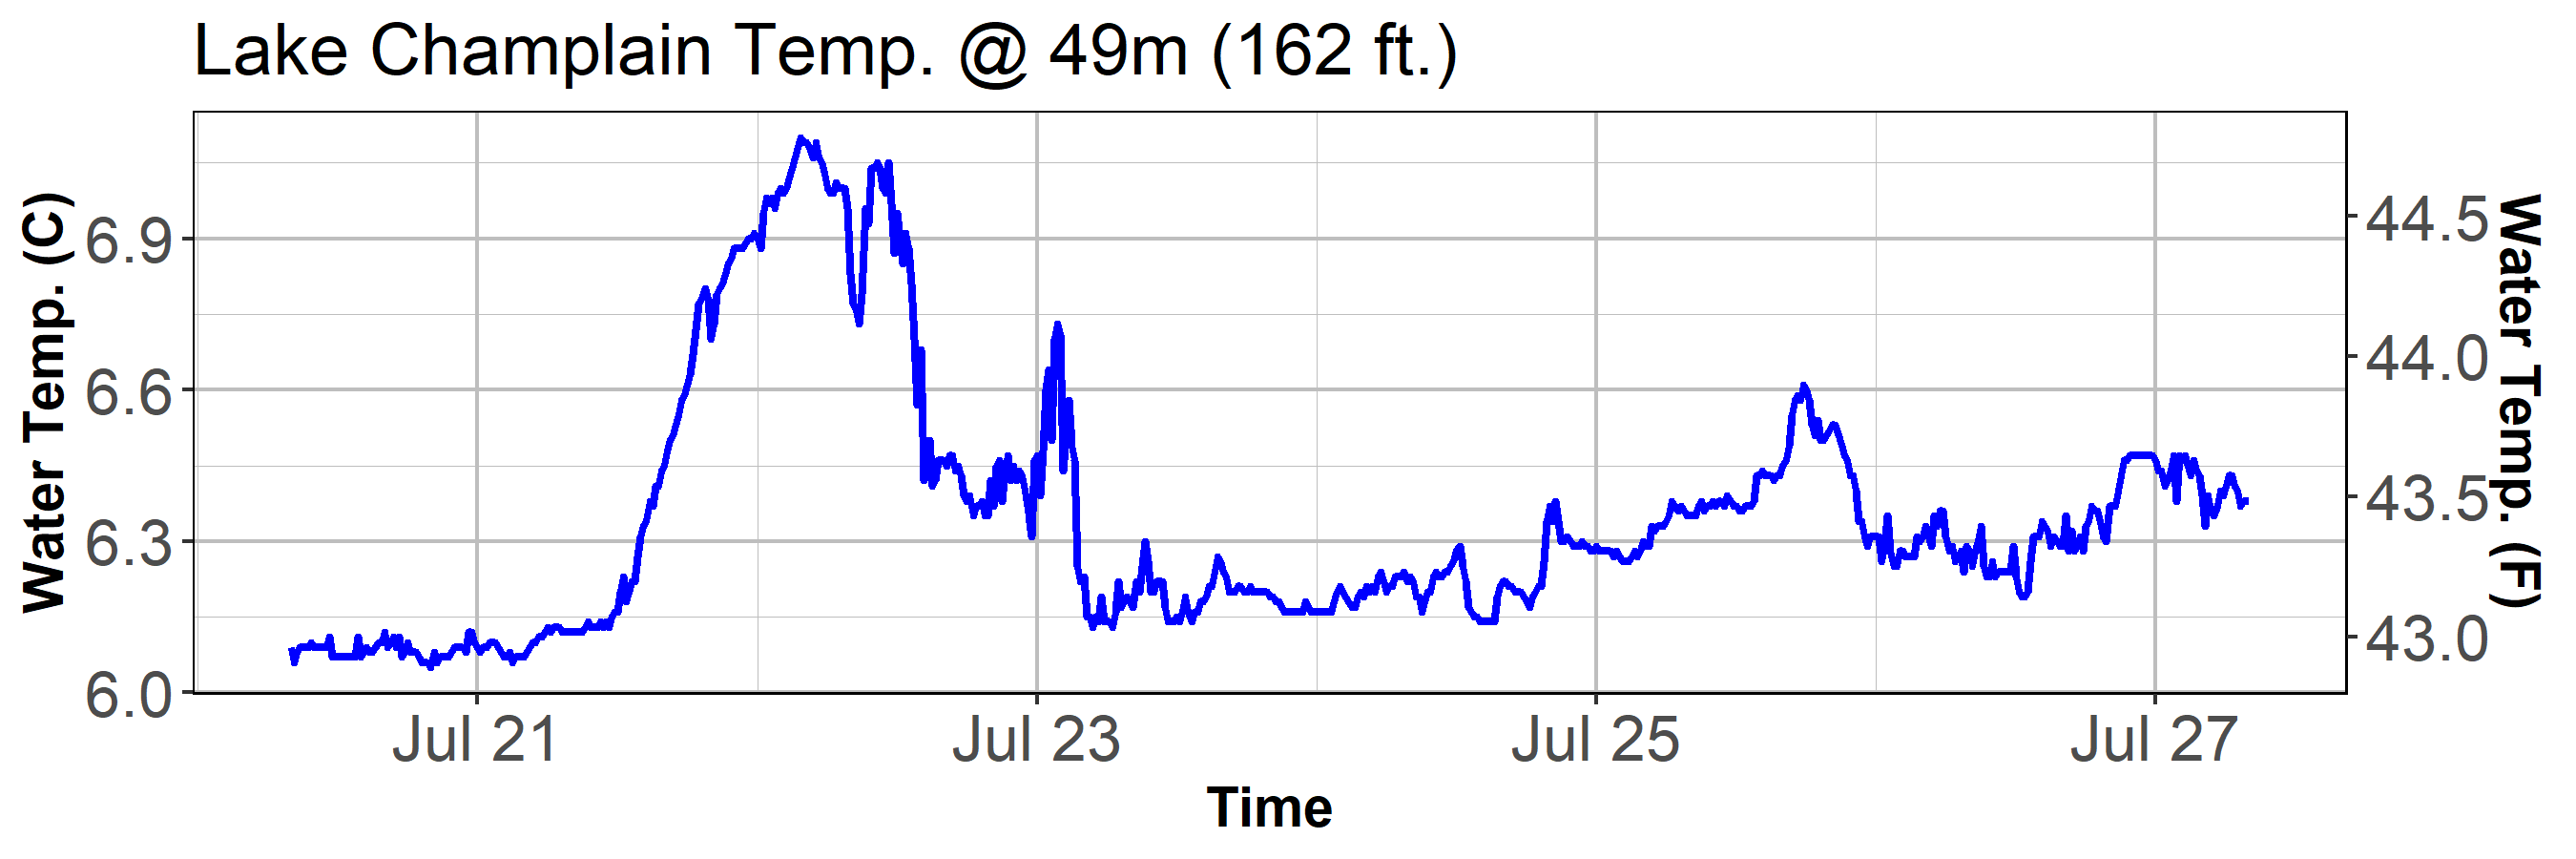 Lake Champlain Temp. @ 49m (162 ft.)
Water Temp. (C)
6.9
6.6
6.3
6.0
44.5
44.0
43.5
43.0
Water Temp. (F)
Jul 21 Jul 23 Jul 25 Jul 27
Time